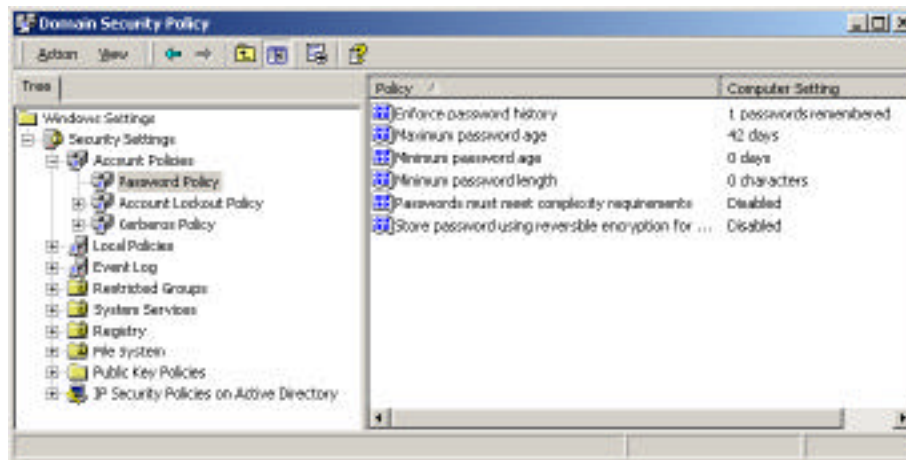 Domain Security Policy
Action View
Tree
Windows Settings
Security Settings
Account Policies
Password Policy
Account Lockout Policy
Kerberos Policy
Local Policies
Event Log
Restricted Groups
System Services
Registry
File System
Public Key Policies
IP Security Policies on Active Directory
Policy Computer Setting
Enforce password history 1 passwords remembered
Maximum password age 42 days
Minimum password age 0 days
Minimum password length 0 characters
Passwords must meet complexity requirements Disabled
Store password using reversible encryption for ... Disabled